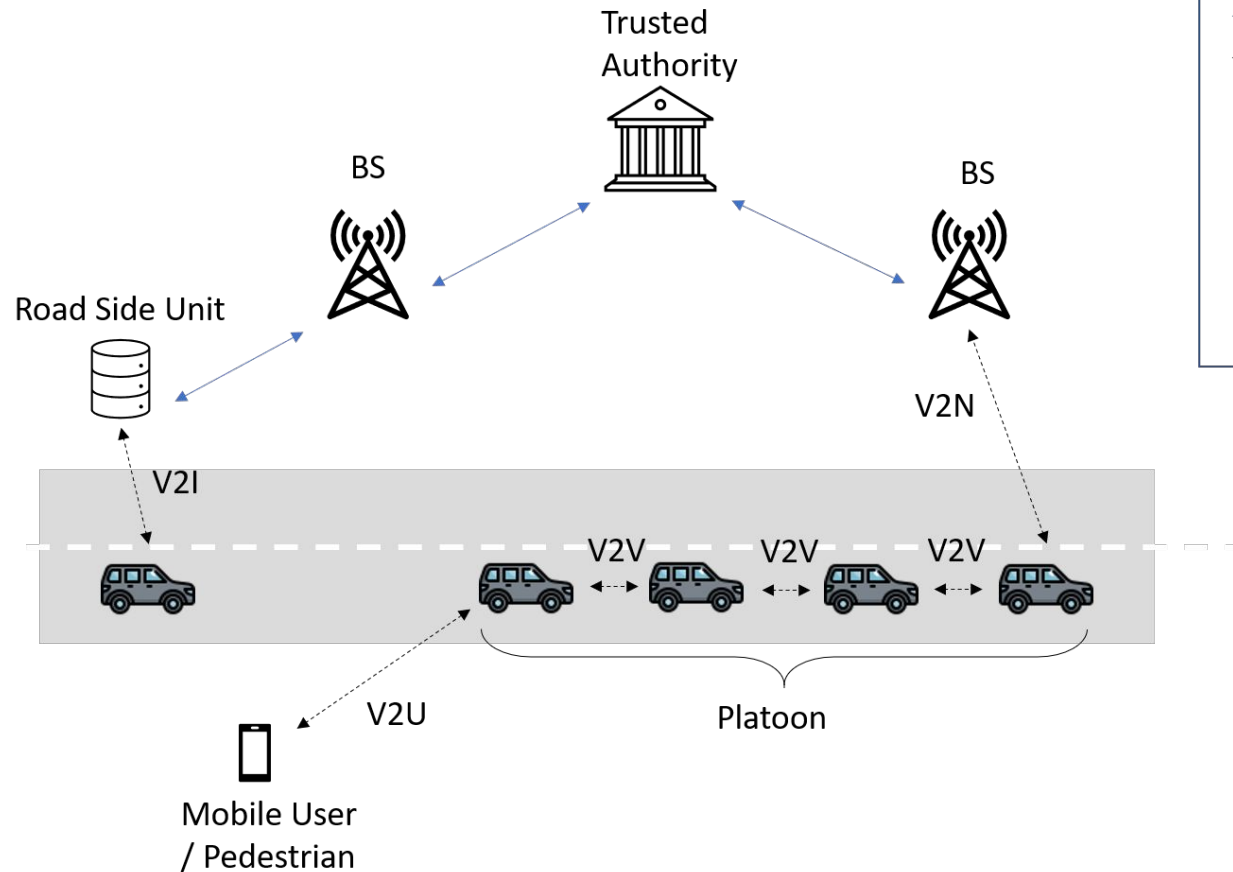 Trusted
Authority
BS
BS
Road Side Unit
V2N
V2I
V2V
V2V
V2V
V2U
Platoon
Mobile User
/ Pedestrian